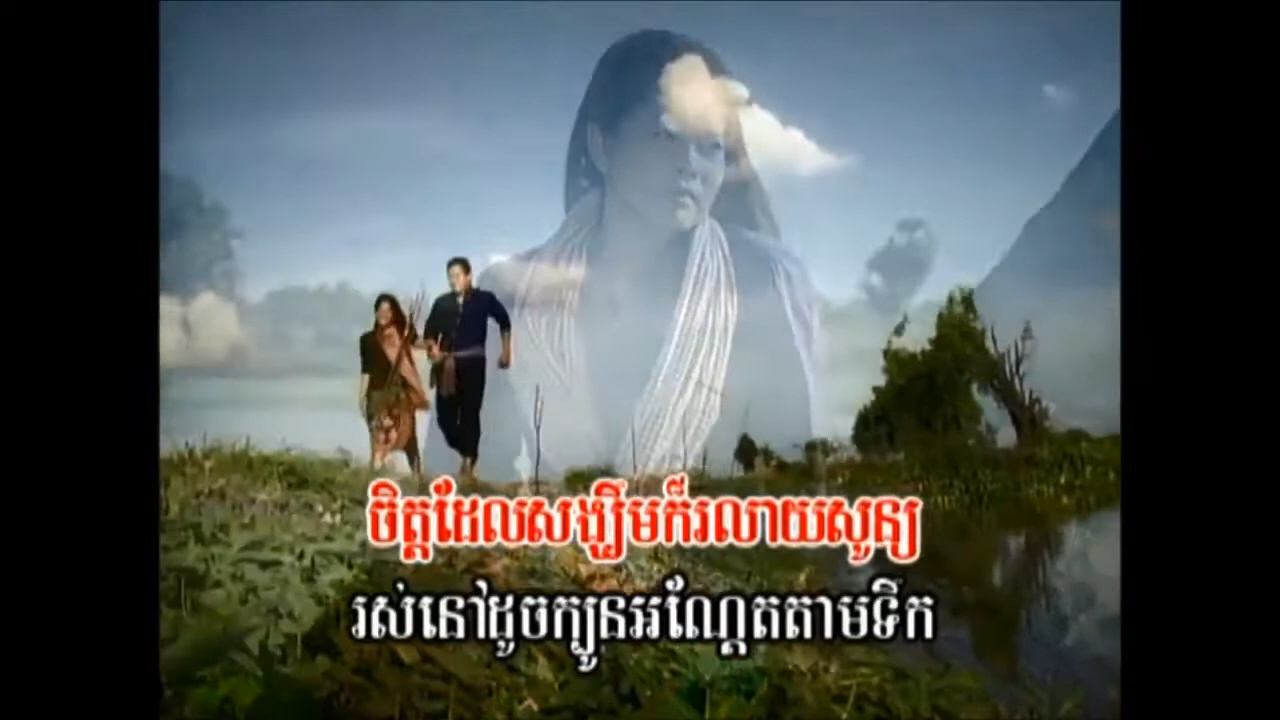 ចិត្តដែលសង្ឃឹមក៏រលាយសូន្យ
រស់នៅដូចក្បូនអណ្ដែតតាមទឹក